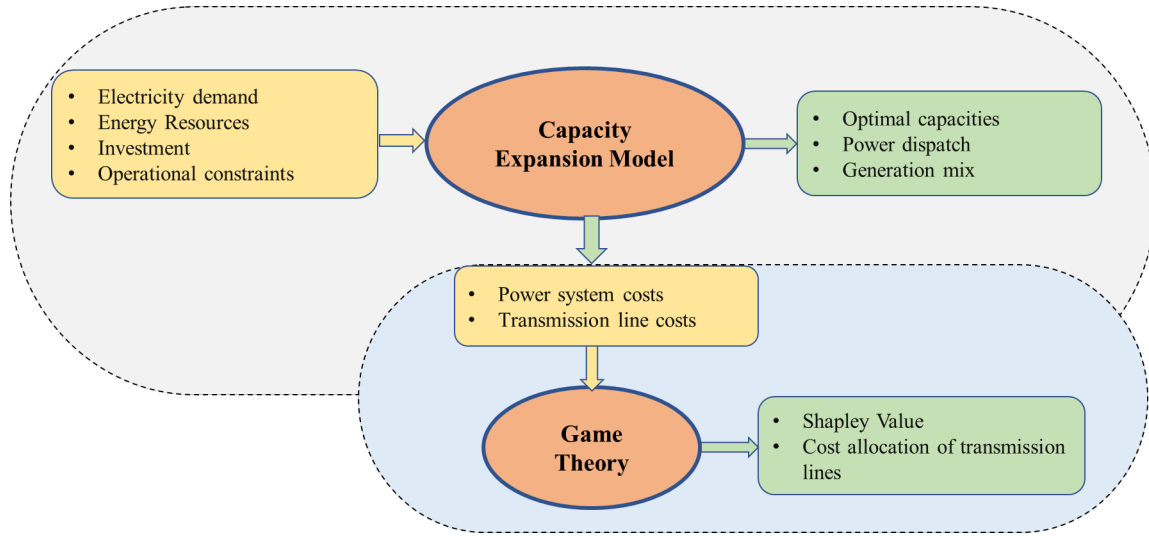 • Electricity demand
• Energy Resources
• Investment
• Operational constraints
Capacity
Expansion Model
• Optimal capacities
• Power dispatch
• Generation mix
• Power system costs
• Transmission line costs
Game
Theory
• Shapley Value
• Cost allocation of transmission
lines